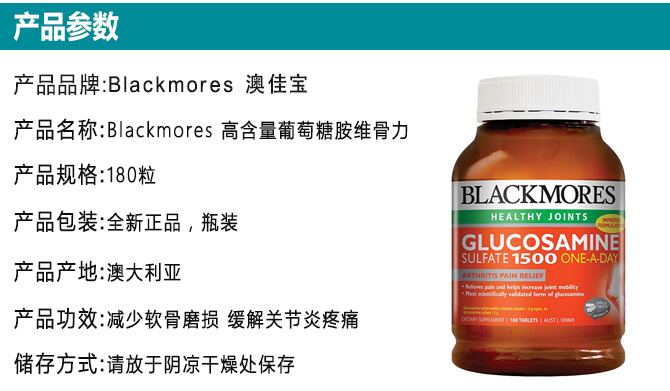 产品参数
产品品牌:Blackmores 澳佳宝
产品名称:Blackmores 高含量葡萄糖胺维骨力
产品规格:180粒
产品包装:全新正品，瓶装
产品产地:澳大利亚
产品功效:减少软骨磨损 缓解关节炎疼痛
储存方式:请放于阴凉干燥处保存
BLACKMORES
HEALTHY JOINTS
IMPROVED
FORMULATION
GLUCOSAMINE
SULFATE 1500 ONE-A-DAY
ARTHRITIS PAIN RELIEF
• Relieves pain and helps increase joint mobility
• Most scientifically validated form of glucosamine
DIETARY SUPPLEMENT | 180 TABLETS | AUST L 189845